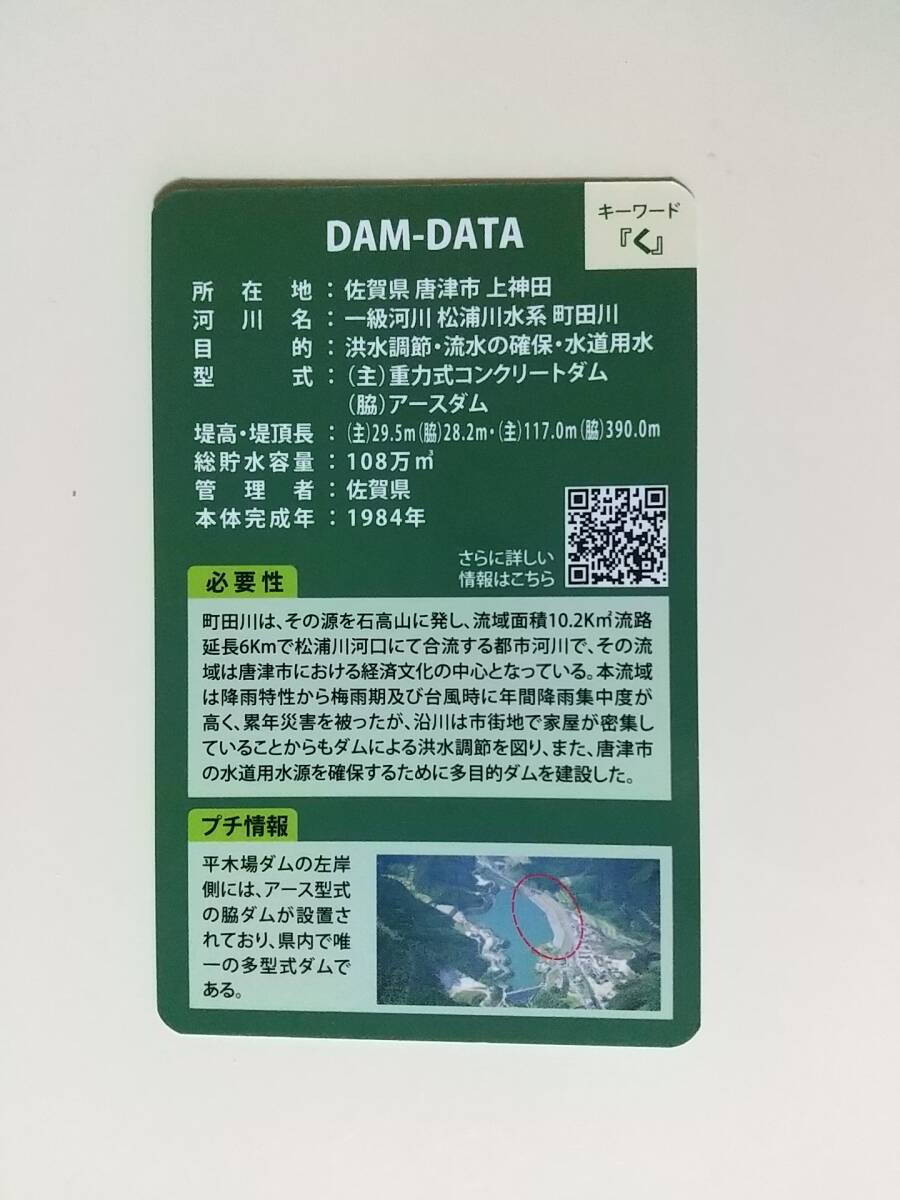 DAM-DATA
キーワード
『く』
所在地：佐賀県 唐津市 上神田
河川名：一級河川 松浦川水系 町田川
目的：洪水調節・流水の確保・水道用水
型式：（主）重力式コンクリートダム
（脇）アースダム
堤高・堤頂長：（主）29.5m（脇）28.2m・（主）117.0m（脇）390.0m
総貯水容量：108万㎥
管理者：佐賀県
本体完成年：1984年
さらに詳しい
情報はこちら
必要性
町田川は、その源を石高山に発し、流域面積10.2K㎡流路
延長6Kmで松浦川河口にて合流する都市河川で、その流
域は唐津市における経済文化の中心となっている。本流域
は降雨特性から梅雨期及び台風時に年間降雨集中度が
高く、累年災害を被ったが、沿川は市街地で家屋が密集し
ていることからもダムによる洪水調節を図り、また、唐津市
の水道用水源を確保するために多目的ダムを建設した。
プチ情報
平木場ダムの左岸
側には、アース型式
の脇ダムが設置さ
れており、県内で唯
一の多型式ダムで
ある。